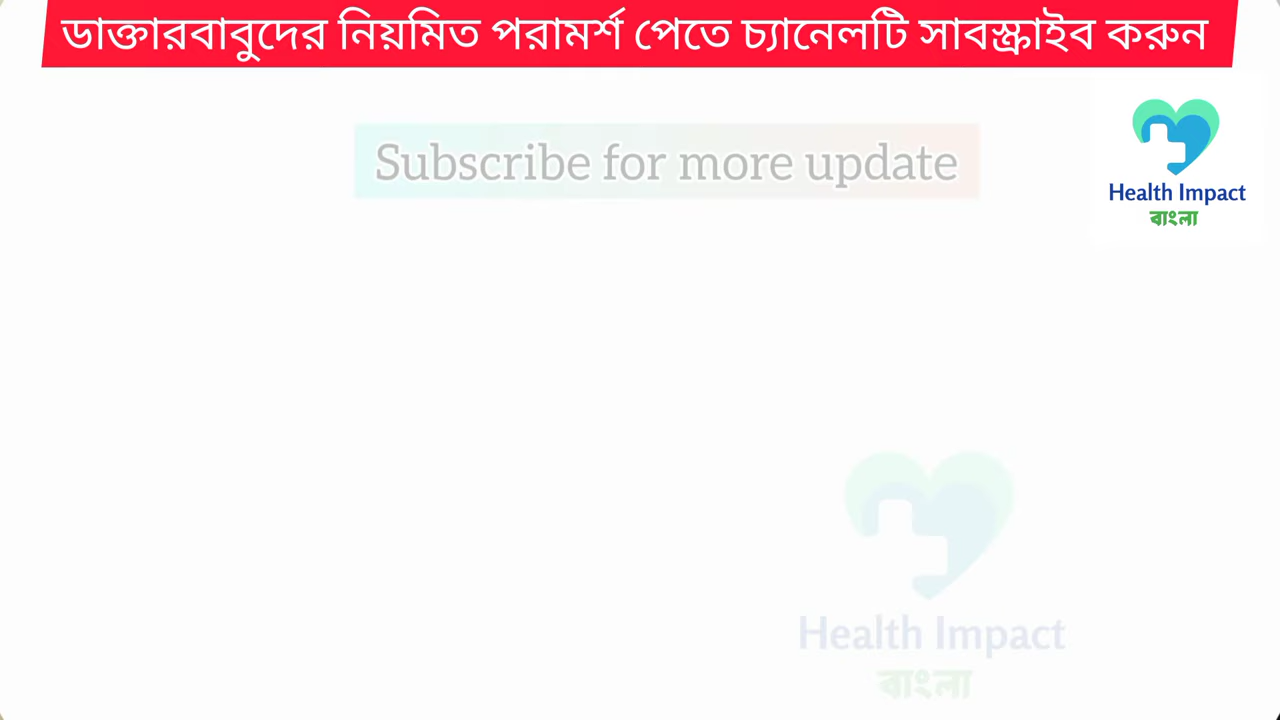 ডাক্তারবাবুদের নিয়মিত পরামর্শ পেতে চ্যানেলটি সাবস্ক্রাইব করুন
Subscribe for more update
Health Impact
বাংলা
Health Impact
বাংলা